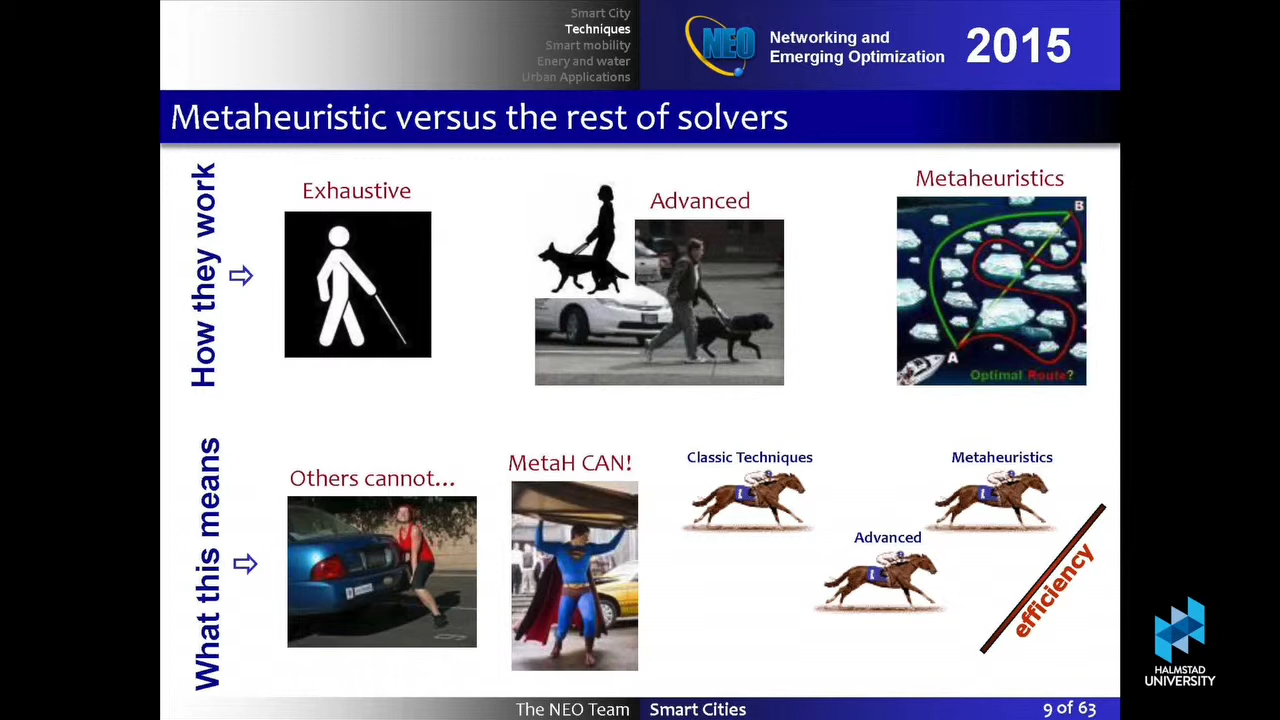 Smart City
Techniques
Smart mobility
Enery and water
Urban Applications
NEO
Networking and
Emerging Optimization
2015
Metaheuristic versus the rest of solvers
How they work
Exhaustive
Advanced
Metaheuristics
B
A
Optimal Route?
What this means
Others cannot...
MetaH CAN!
Classic Techniques
Metaheuristics
Advanced
efficiency
HALMSTAD
UNIVERSITY
The NEO Team
Smart Cities
9 of 63